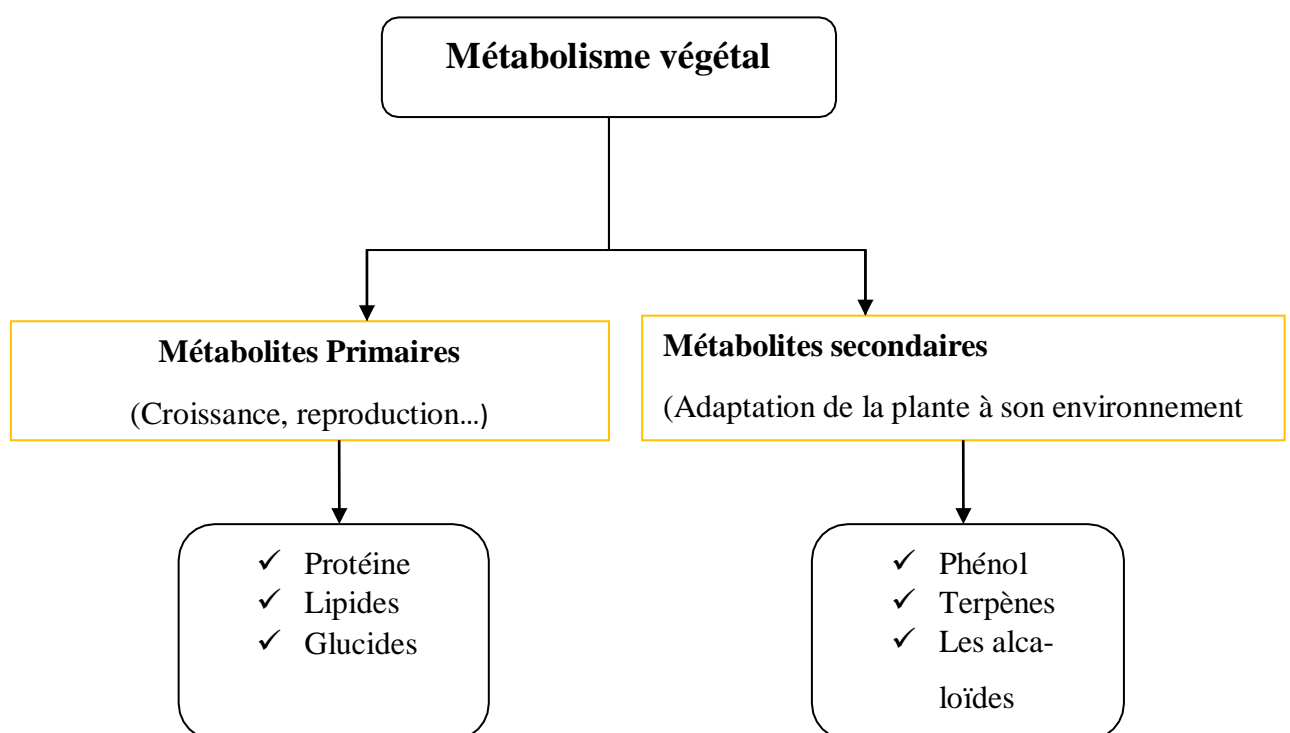 Métabolisme végétal
Métabolites Primaires
(Croissance, reproduction...)
Métabolites secondaires
(Adaptation de la plante à son environnement
✓ Protéine
✓ Lipides
✓ Glucides
✓ Phénol
✓ Terpènes
✓ Les alca-
loïdes